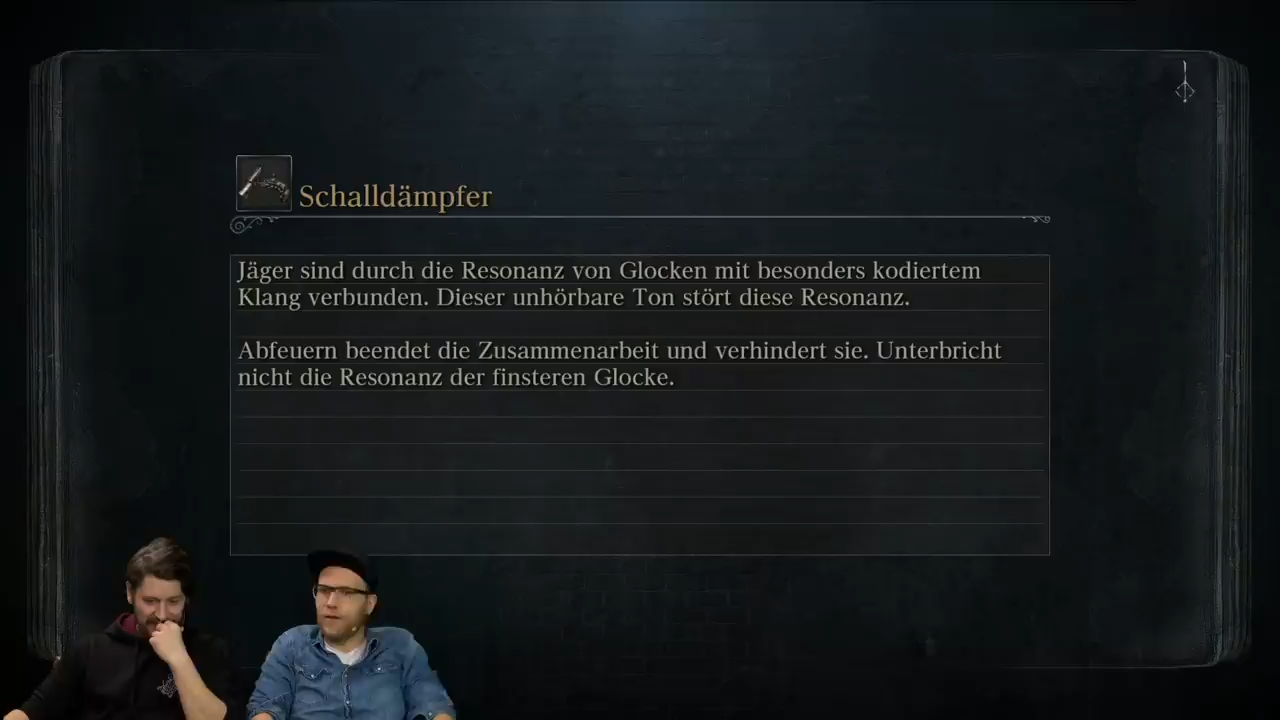 Schalldämpfer
Jäger sind durch die Resonanz von Glocken mit besonders kodiertem
Klang verbunden. Dieser unhörbare Ton stört diese Resonanz.
Abfeuern beendet die Zusammenarbeit und verhindert sie. Unterbricht
nicht die Resonanz der finsteren Glocke.